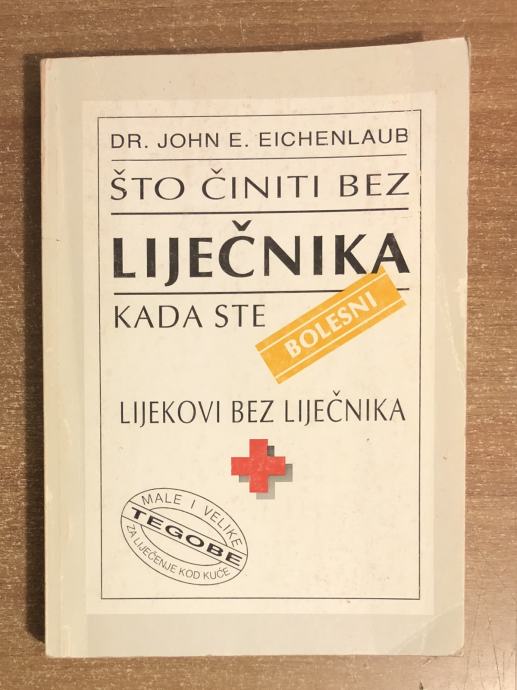 DR. JOHN E. EICHENLAUB
ŠTO ČINITI BEZ
LIJEČNIKA
KADA STE
BOLESNI
LIJEKOVI BEZ LIJEČNIKA
MALE I VELIKE
TEGOBE
ZA LIJEČENJE KOD KUĆE